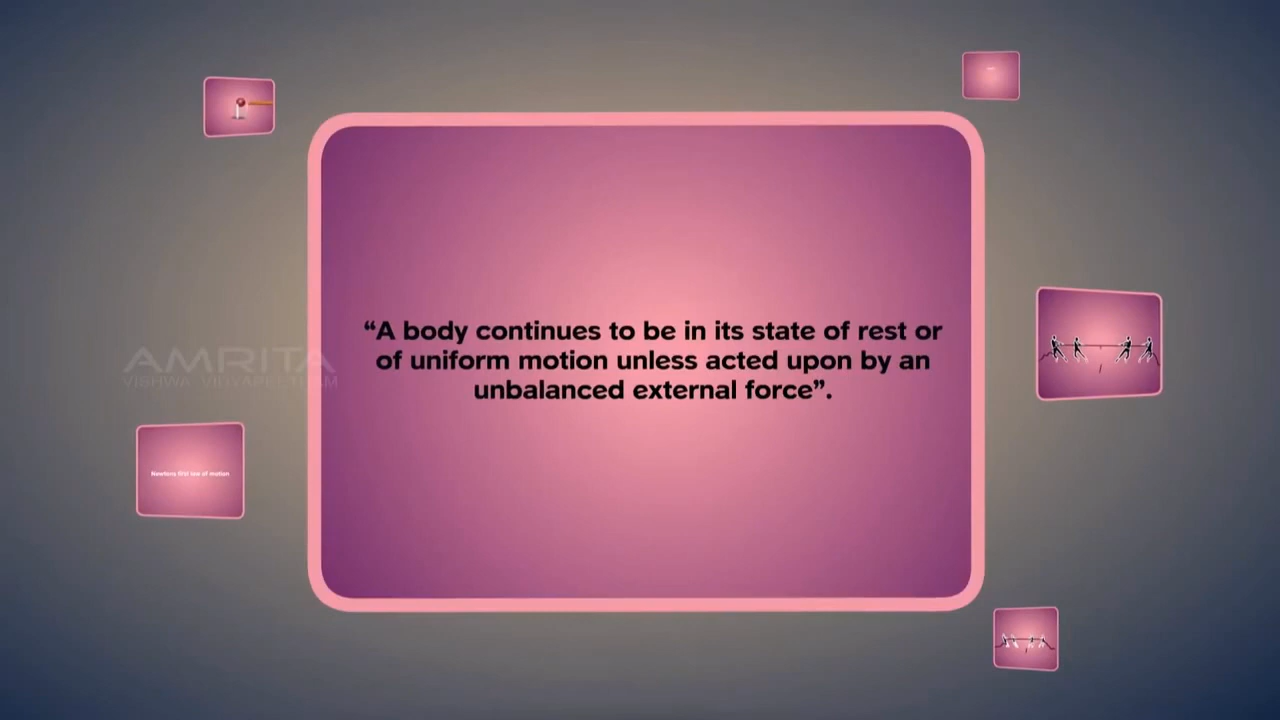 “A body continues to be in its state of rest or
of uniform motion unless acted upon by an
unbalanced external force”.
AMRITA
VISHWA VIDYAPEETHAM
Newtons first law of motion